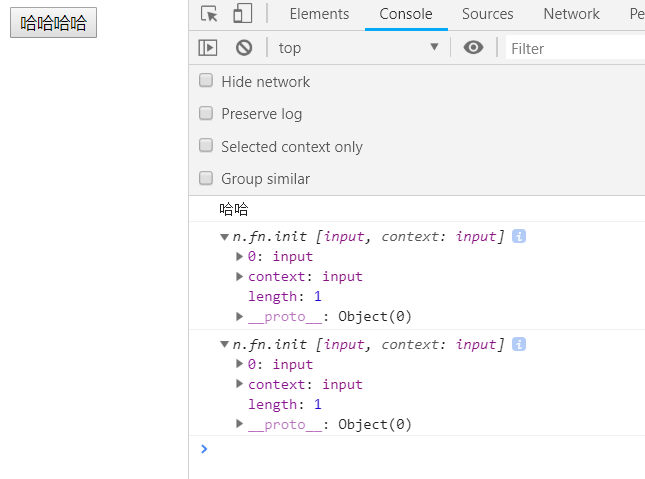 哈哈哈哈
Elements Console Sources Network Pe
top Filter
Hide network
Preserve log
Selected context only
Group similar
哈哈
n.fn.init [input, context: input] i
0: input
context: input
length: 1
__proto__: Object(0)
n.fn.init [input, context: input] i
0: input
context: input
length: 1
__proto__: Object(0)